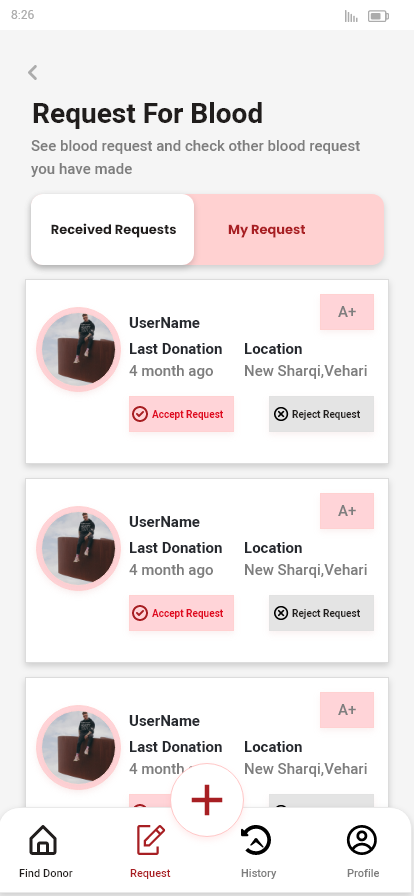 8:26
Request For Blood
See blood request and check other blood request
you have made
Received Requests My Request
A+
UserName
Last Donation Location
4 month ago New Sharqi,Vehari
Accept Request Reject Request
A+
UserName
Last Donation Location
4 month ago New Sharqi,Vehari
Accept Request Reject Request
A+
UserName
Last Donation Location
4 month New Sharqi,Vehari
Find Donor Request History Profile